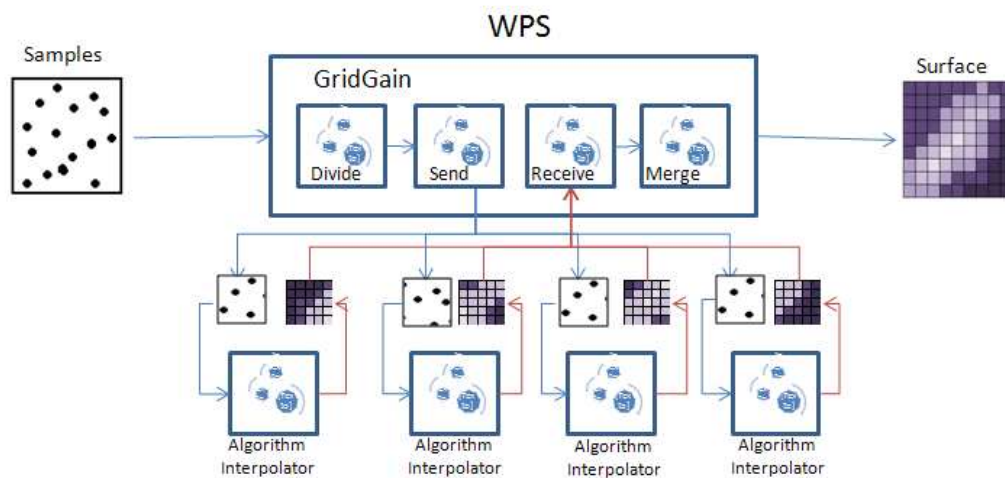 WPS
Samples
Surface
GridGain
Divide
Send
Receive
Merge
Algorithm
Interpolator
Algorithm
Interpolator
Algorithm
Interpolator
Algorithm
Interpolator